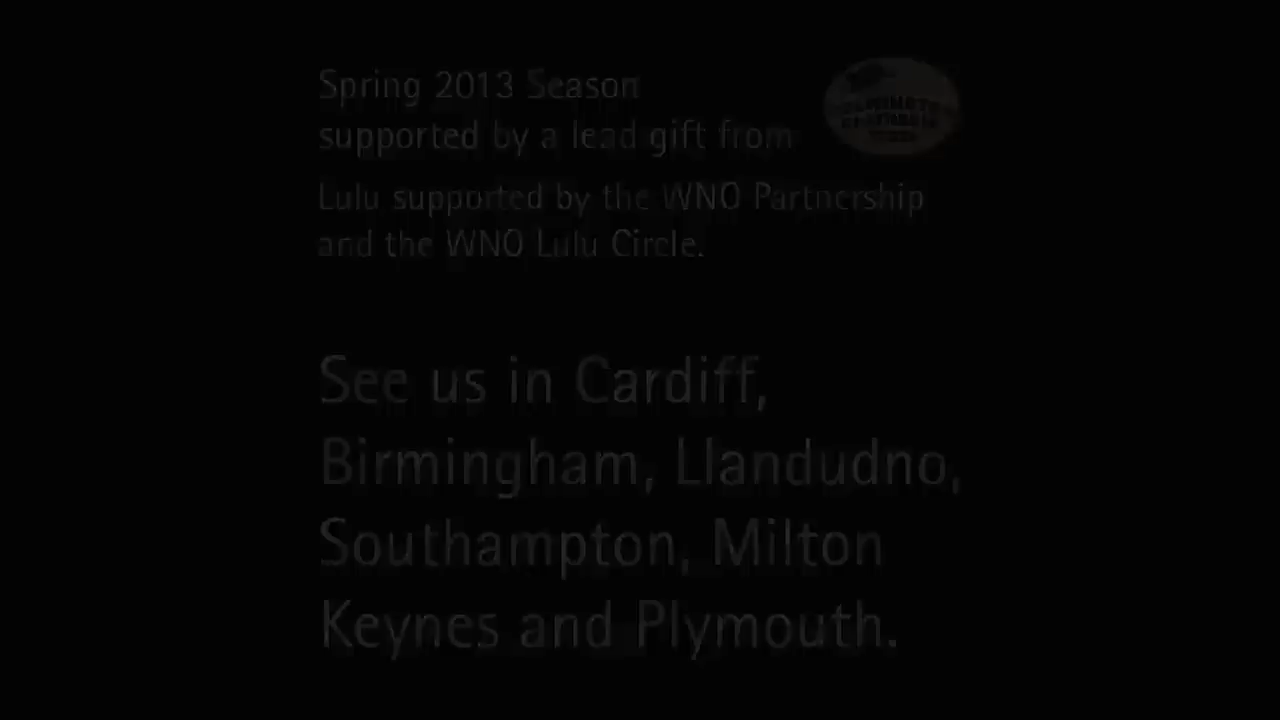 Spring 2013 Season
supported by a lead gift from
Lulu supported by the WNO Partnership
and the WNO Lulu Circle.
See us in Cardiff,
Birmingham, Llandudno,
Southampton, Milton
Keynes and Plymouth.